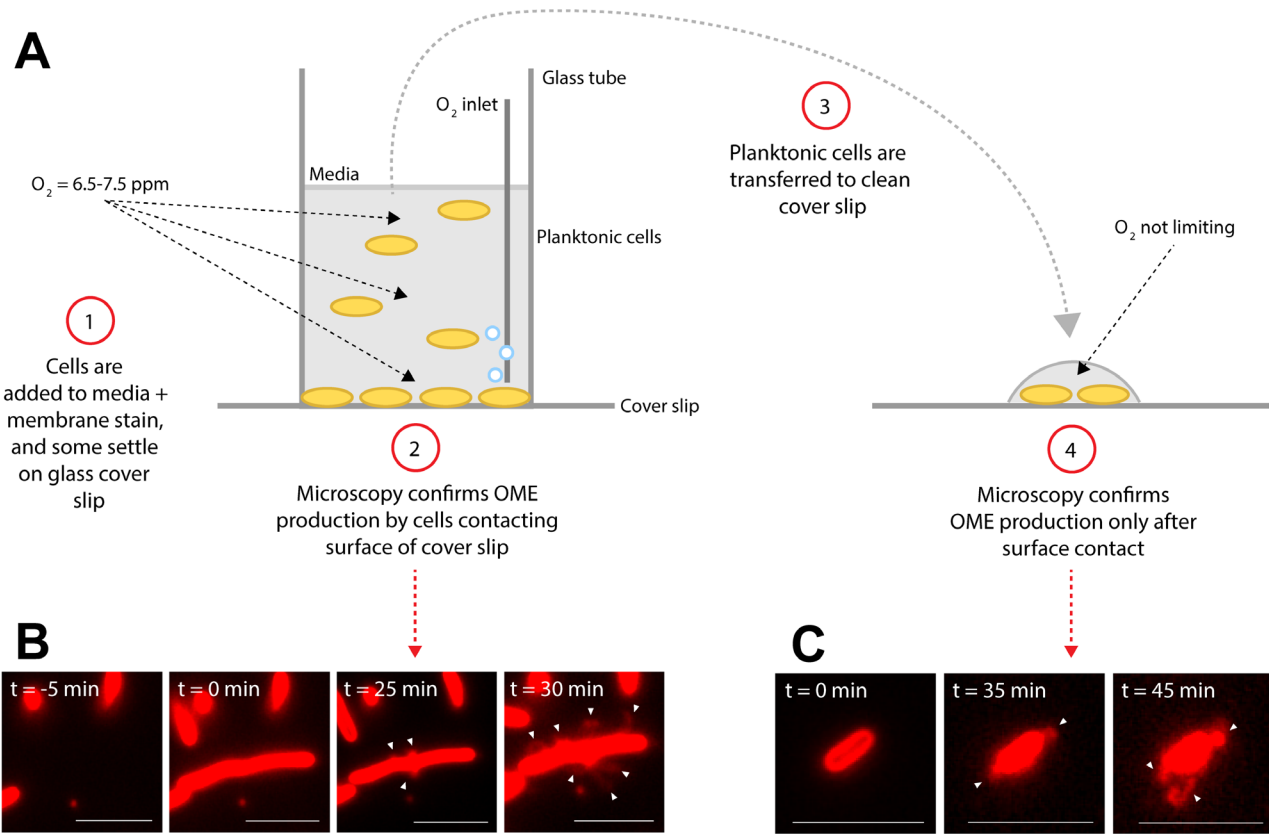 A
Glass tube
O2 inlet
3
Media
Planktonic cells are
transferred to clean
cover slip
O2 = 6.5-7.5 ppm
Planktonic cells
O2 not limiting
1
Cells are
added to media +
membrane stain,
and some settle
on glass cover
slip
Cover slip
2
Microscopy confirms OME
production by cells contacting
surface of cover slip
4
Microscopy confirms
OME production only after
surface contact
B
t = -5 min
t = 0 min
t = 25 min
t = 30 min
C
t = 0 min
t = 35 min
t = 45 min